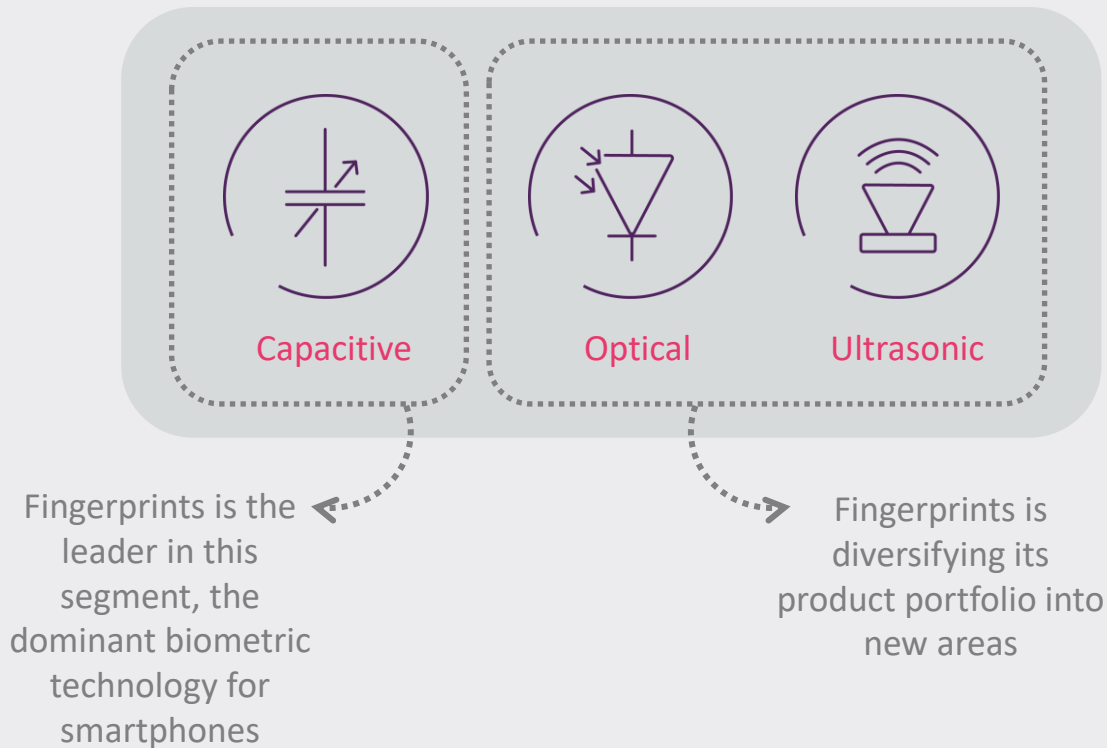 Capacitive
Optical
Ultrasonic
Fingerprints is the
leader in this
segment, the
dominant biometric
technology for
smartphones
Fingerprints is
diversifying its
product portfolio into
new areas